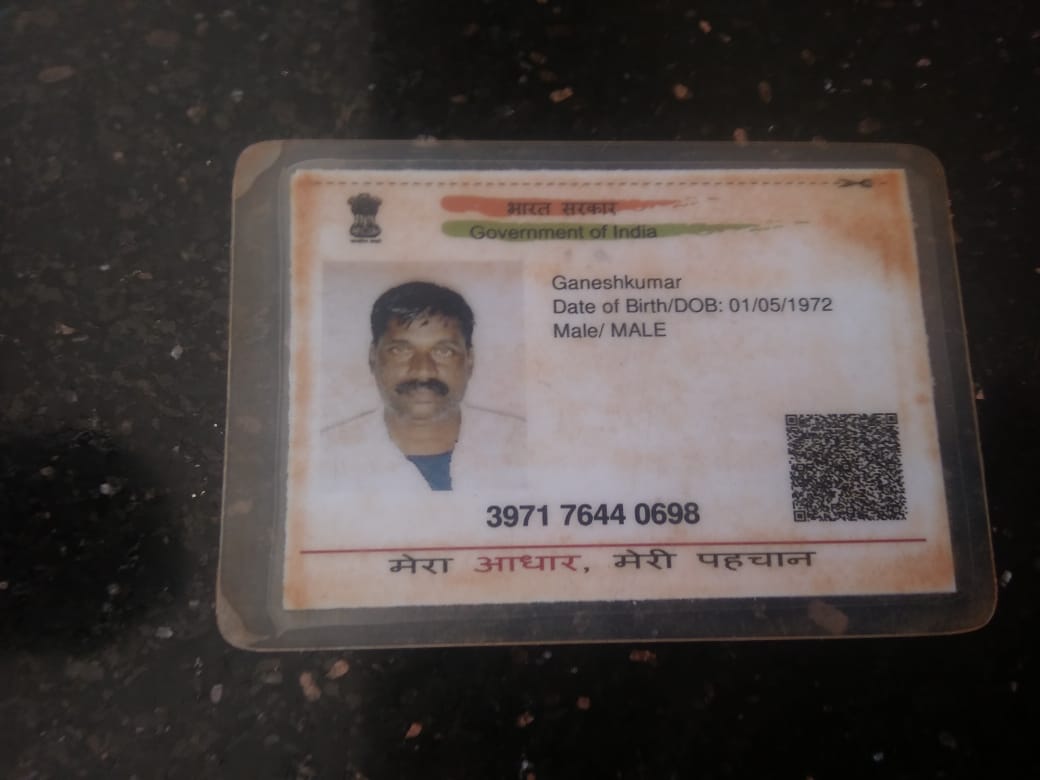 भारत सरकार
Government of India
Ganeshkumar
Date of Birth/DOB: 01/05/1972
Male/ MALE
3971 7644 0698
मेरा आधार, मेरी पहचान